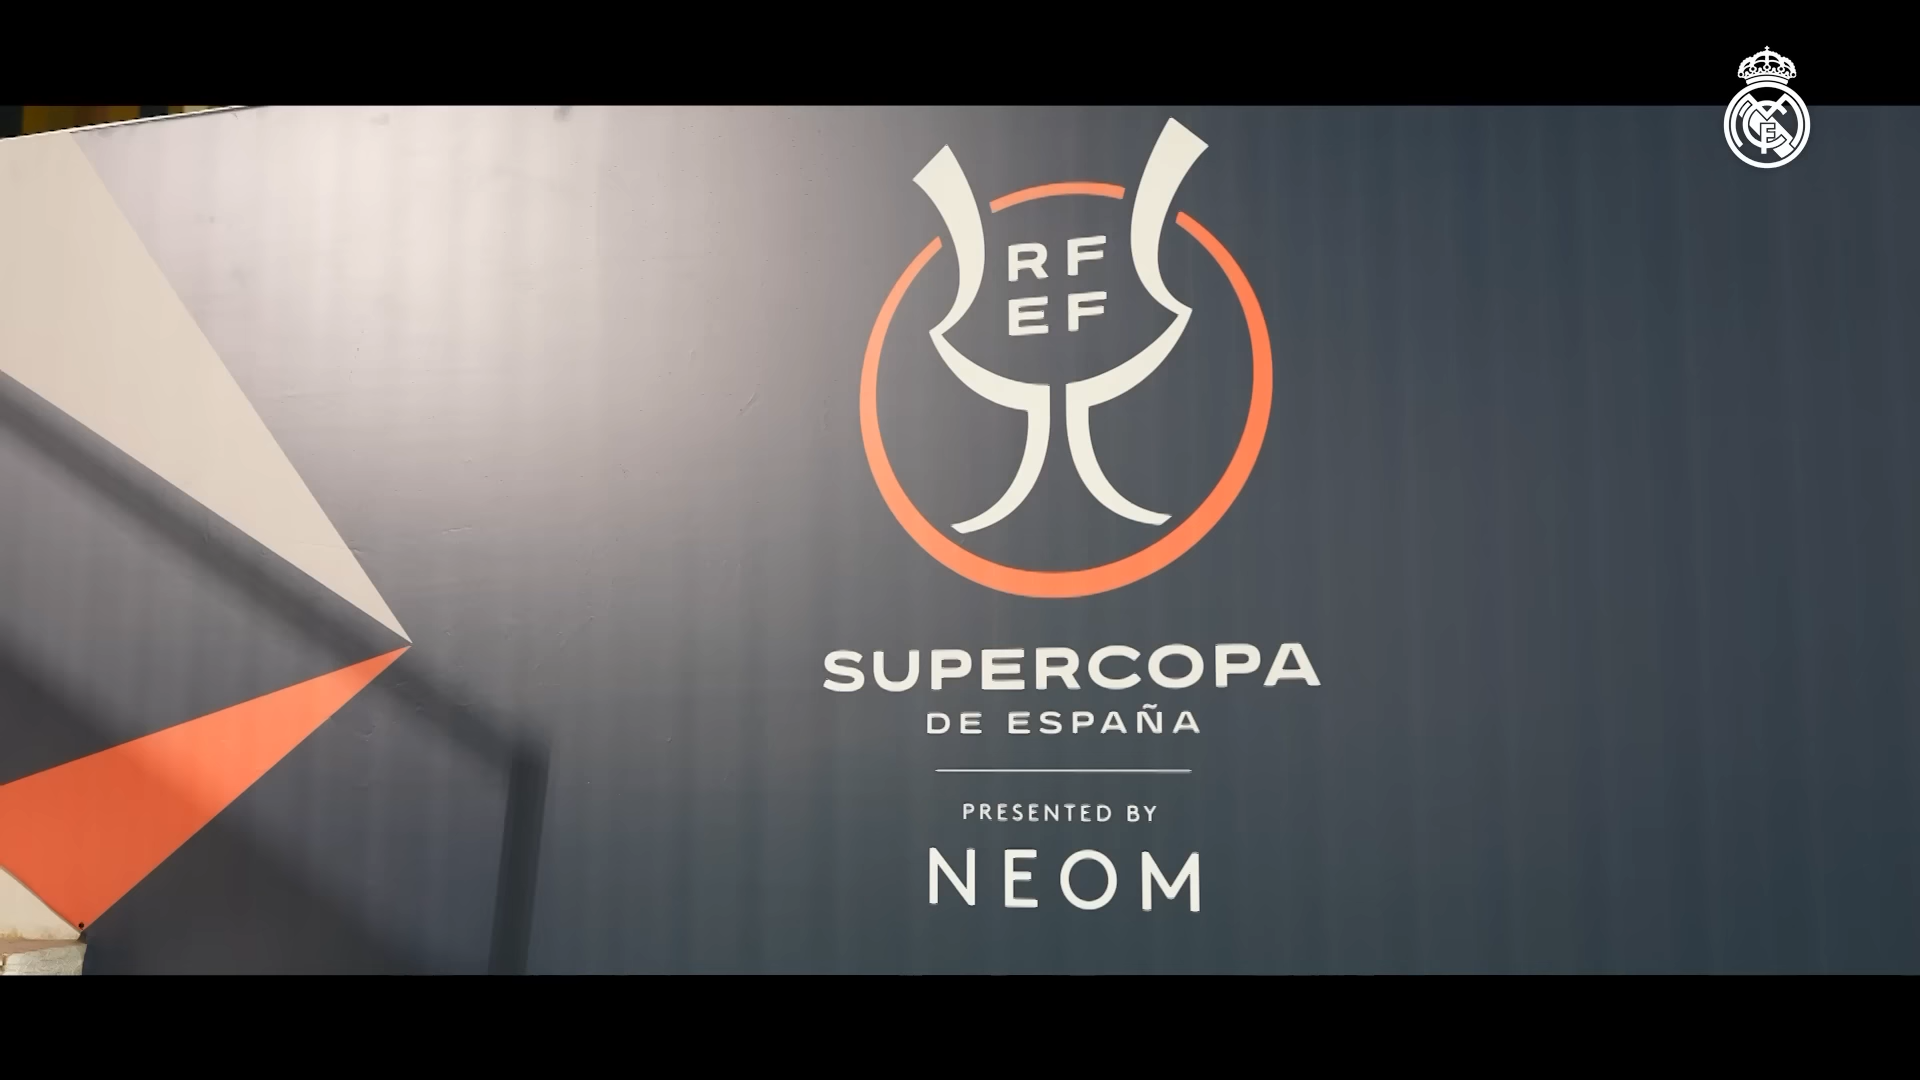 RF
EF
SUPERCOPA
DE ESPAÑA
PRESENTED BY
NEOM